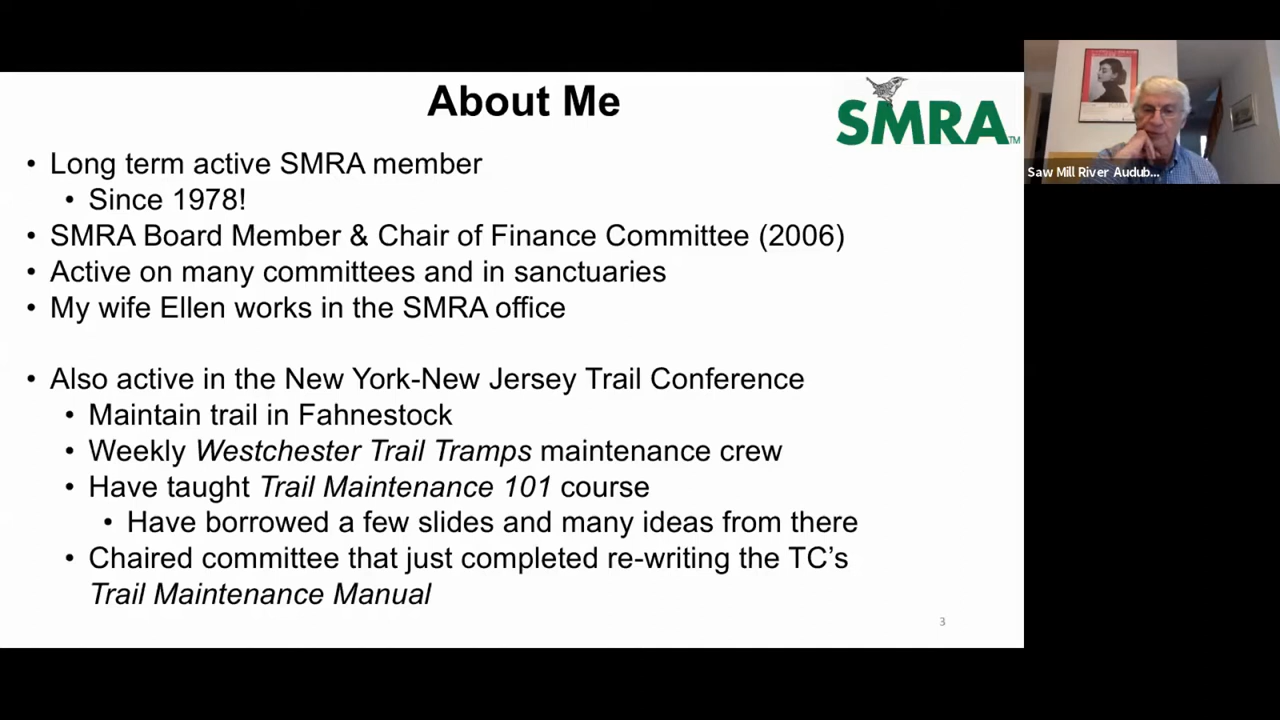 About Me
SMRA TM
• Long term active SMRA member
• Since 1978!
• SMRA Board Member & Chair of Finance Committee (2006)
• Active on many committees and in sanctuaries
• My wife Ellen works in the SMRA office
• Also active in the New York-New Jersey Trail Conference
• Maintain trail in Fahnestock
• Weekly Westchester Trail Tramps maintenance crew
• Have taught Trail Maintenance 101 course
• Have borrowed a few slides and many ideas from there
• Chaired committee that just completed re-writing the TC’s
Trail Maintenance Manual
3
Saw Mill River Audub...